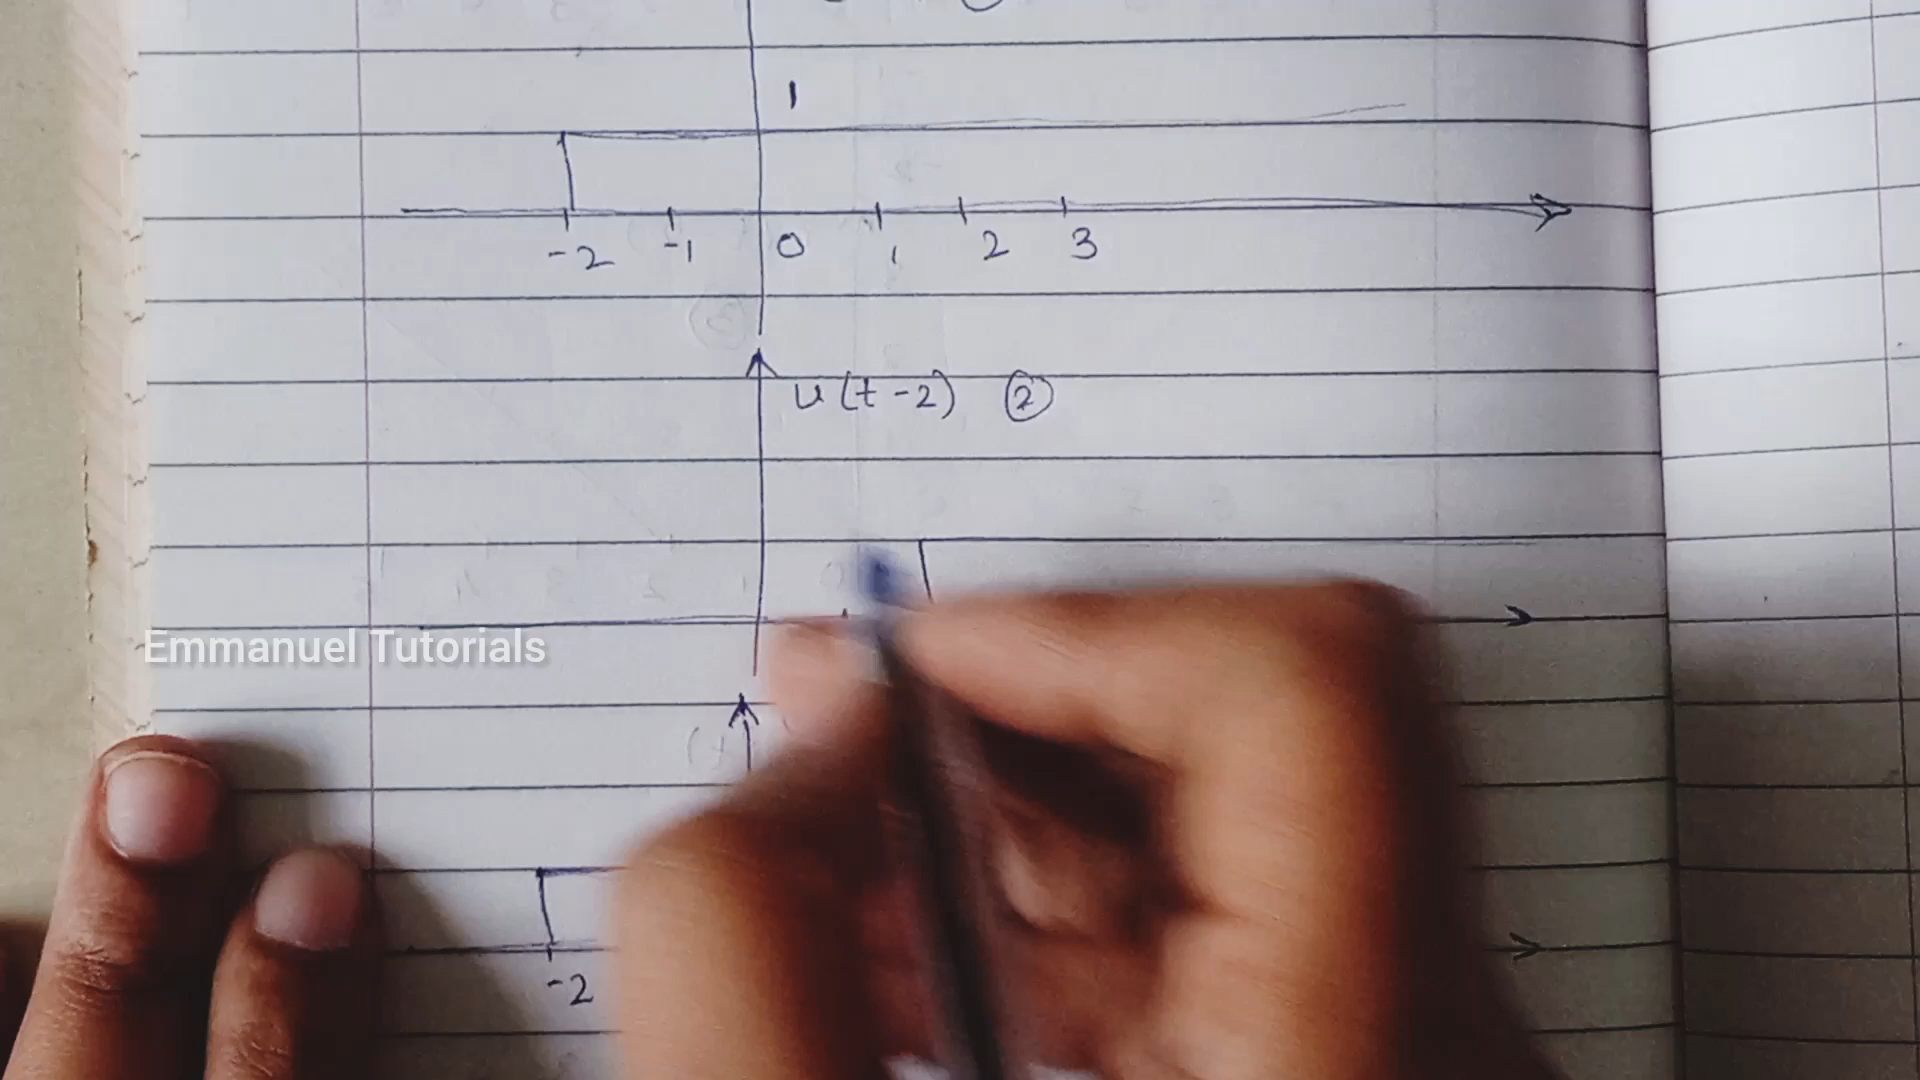 1
-2 -1 0 1 2 3
u(t-2) ②
Emmanuel Tutorials
-2